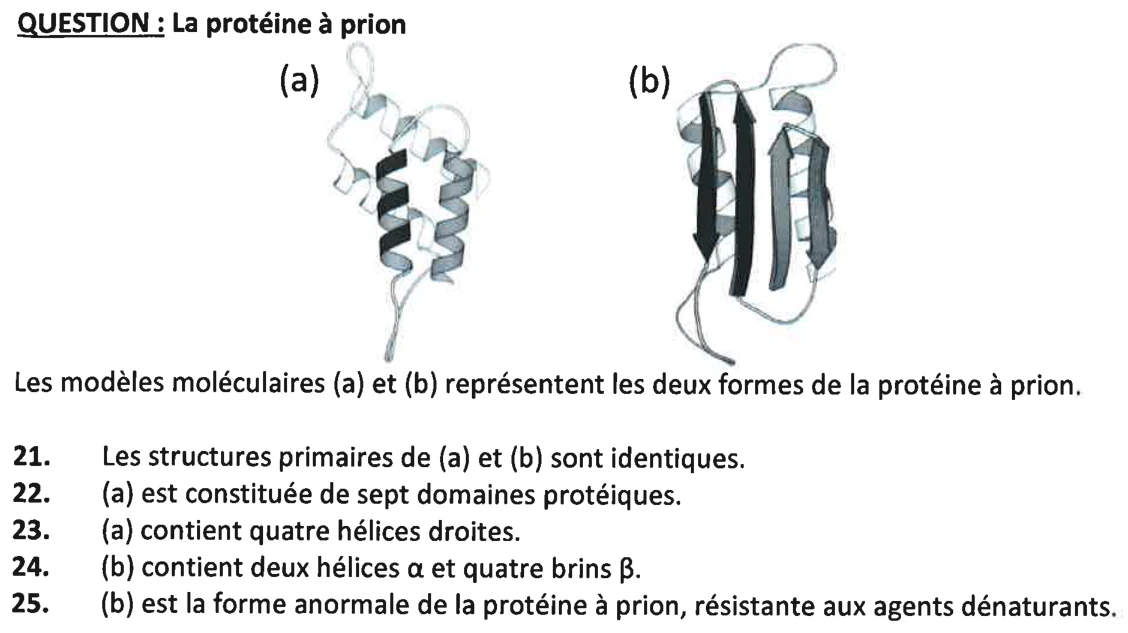 QUESTION : La protéine à prion
(a)
(b)
Les modèles moléculaires (a) et (b) représentent les deux formes de la protéine à prion.
21. Les structures primaires de (a) et (b) sont identiques.
22. (a) est constituée de sept domaines protéiques.
23. (a) contient quatre hélices droites.
24. (b) contient deux hélices α et quatre brins β.
25. (b) est la forme anormale de la protéine à prion, résistante aux agents dénaturants.